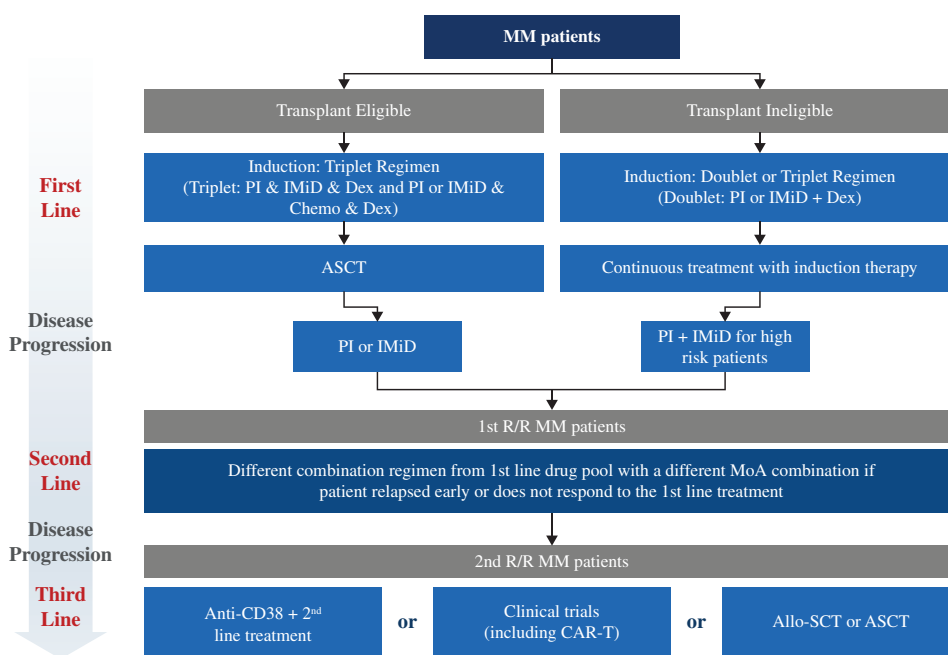 MM patients
Transplant Eligible
Transplant Ineligible
First
Line
Induction: Triplet Regimen
(Triplet: PI & IMiD & Dex and PI or IMiD &
Chemo & Dex)
Induction: Doublet or Triplet Regimen
(Doublet: PI or IMiD + Dex)
ASCT
Continuous treatment with induction therapy
Disease
Progression
PI or IMiD
PI + IMiD for high
risk patients
1st R/R MM patients
Second
Line
Different combination regimen from 1st line drug pool with a different MoA combination if
patient relapsed early or does not respond to the 1st line treatment
Disease
Progression
2nd R/R MM patients
Third
Line
Anti-CD38 + 2nd
line treatment
or
Clinical trials
(including CAR-T)
or
Allo-SCT or ASCT